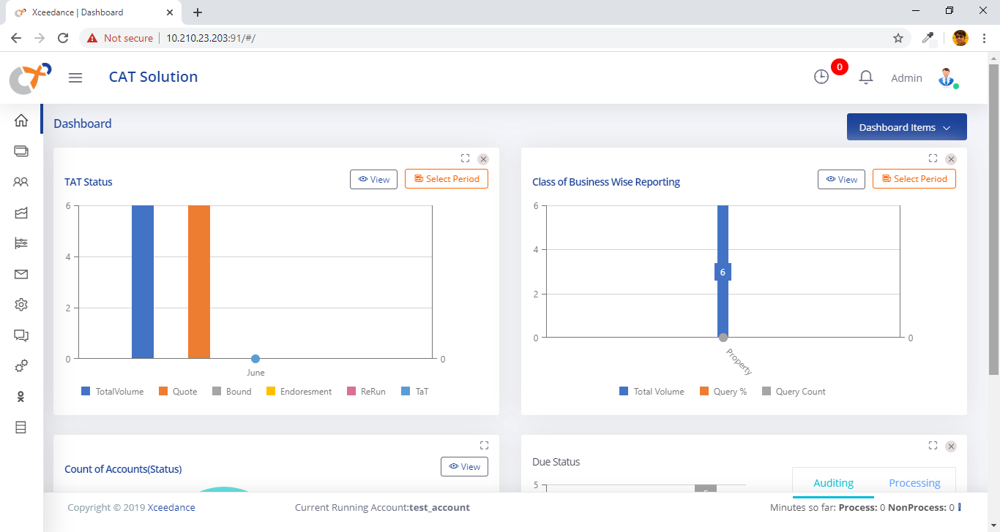 Xceedance | Dashboard
Not secure | 10.210.23.203:91/#/
CAT Solution
0
Admin
Dashboard
Dashboard Items
TAT Status
View
Select Period
6
4
2
0
0
June
TotalVolume Quote Bound Endoresment ReRun TaT
Class of Business Wise Reporting
View
Select Period
6
4
2
0
6
0
Property
Total Volume Query % Query Count
Count of Accounts(Status)
View
Due Status
Auditing Processing
5
Copyright © 2019 Xceedance
Current Running Account:test_account
Minutes so far: Process: 0 NonProcess: 0